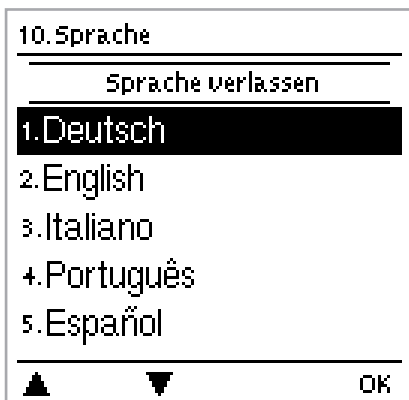 10.Sprache
Sprache verlassen
1.Deutsch
2.English
3.Italiano
4.Português
5.Español
▲ ▼ OK